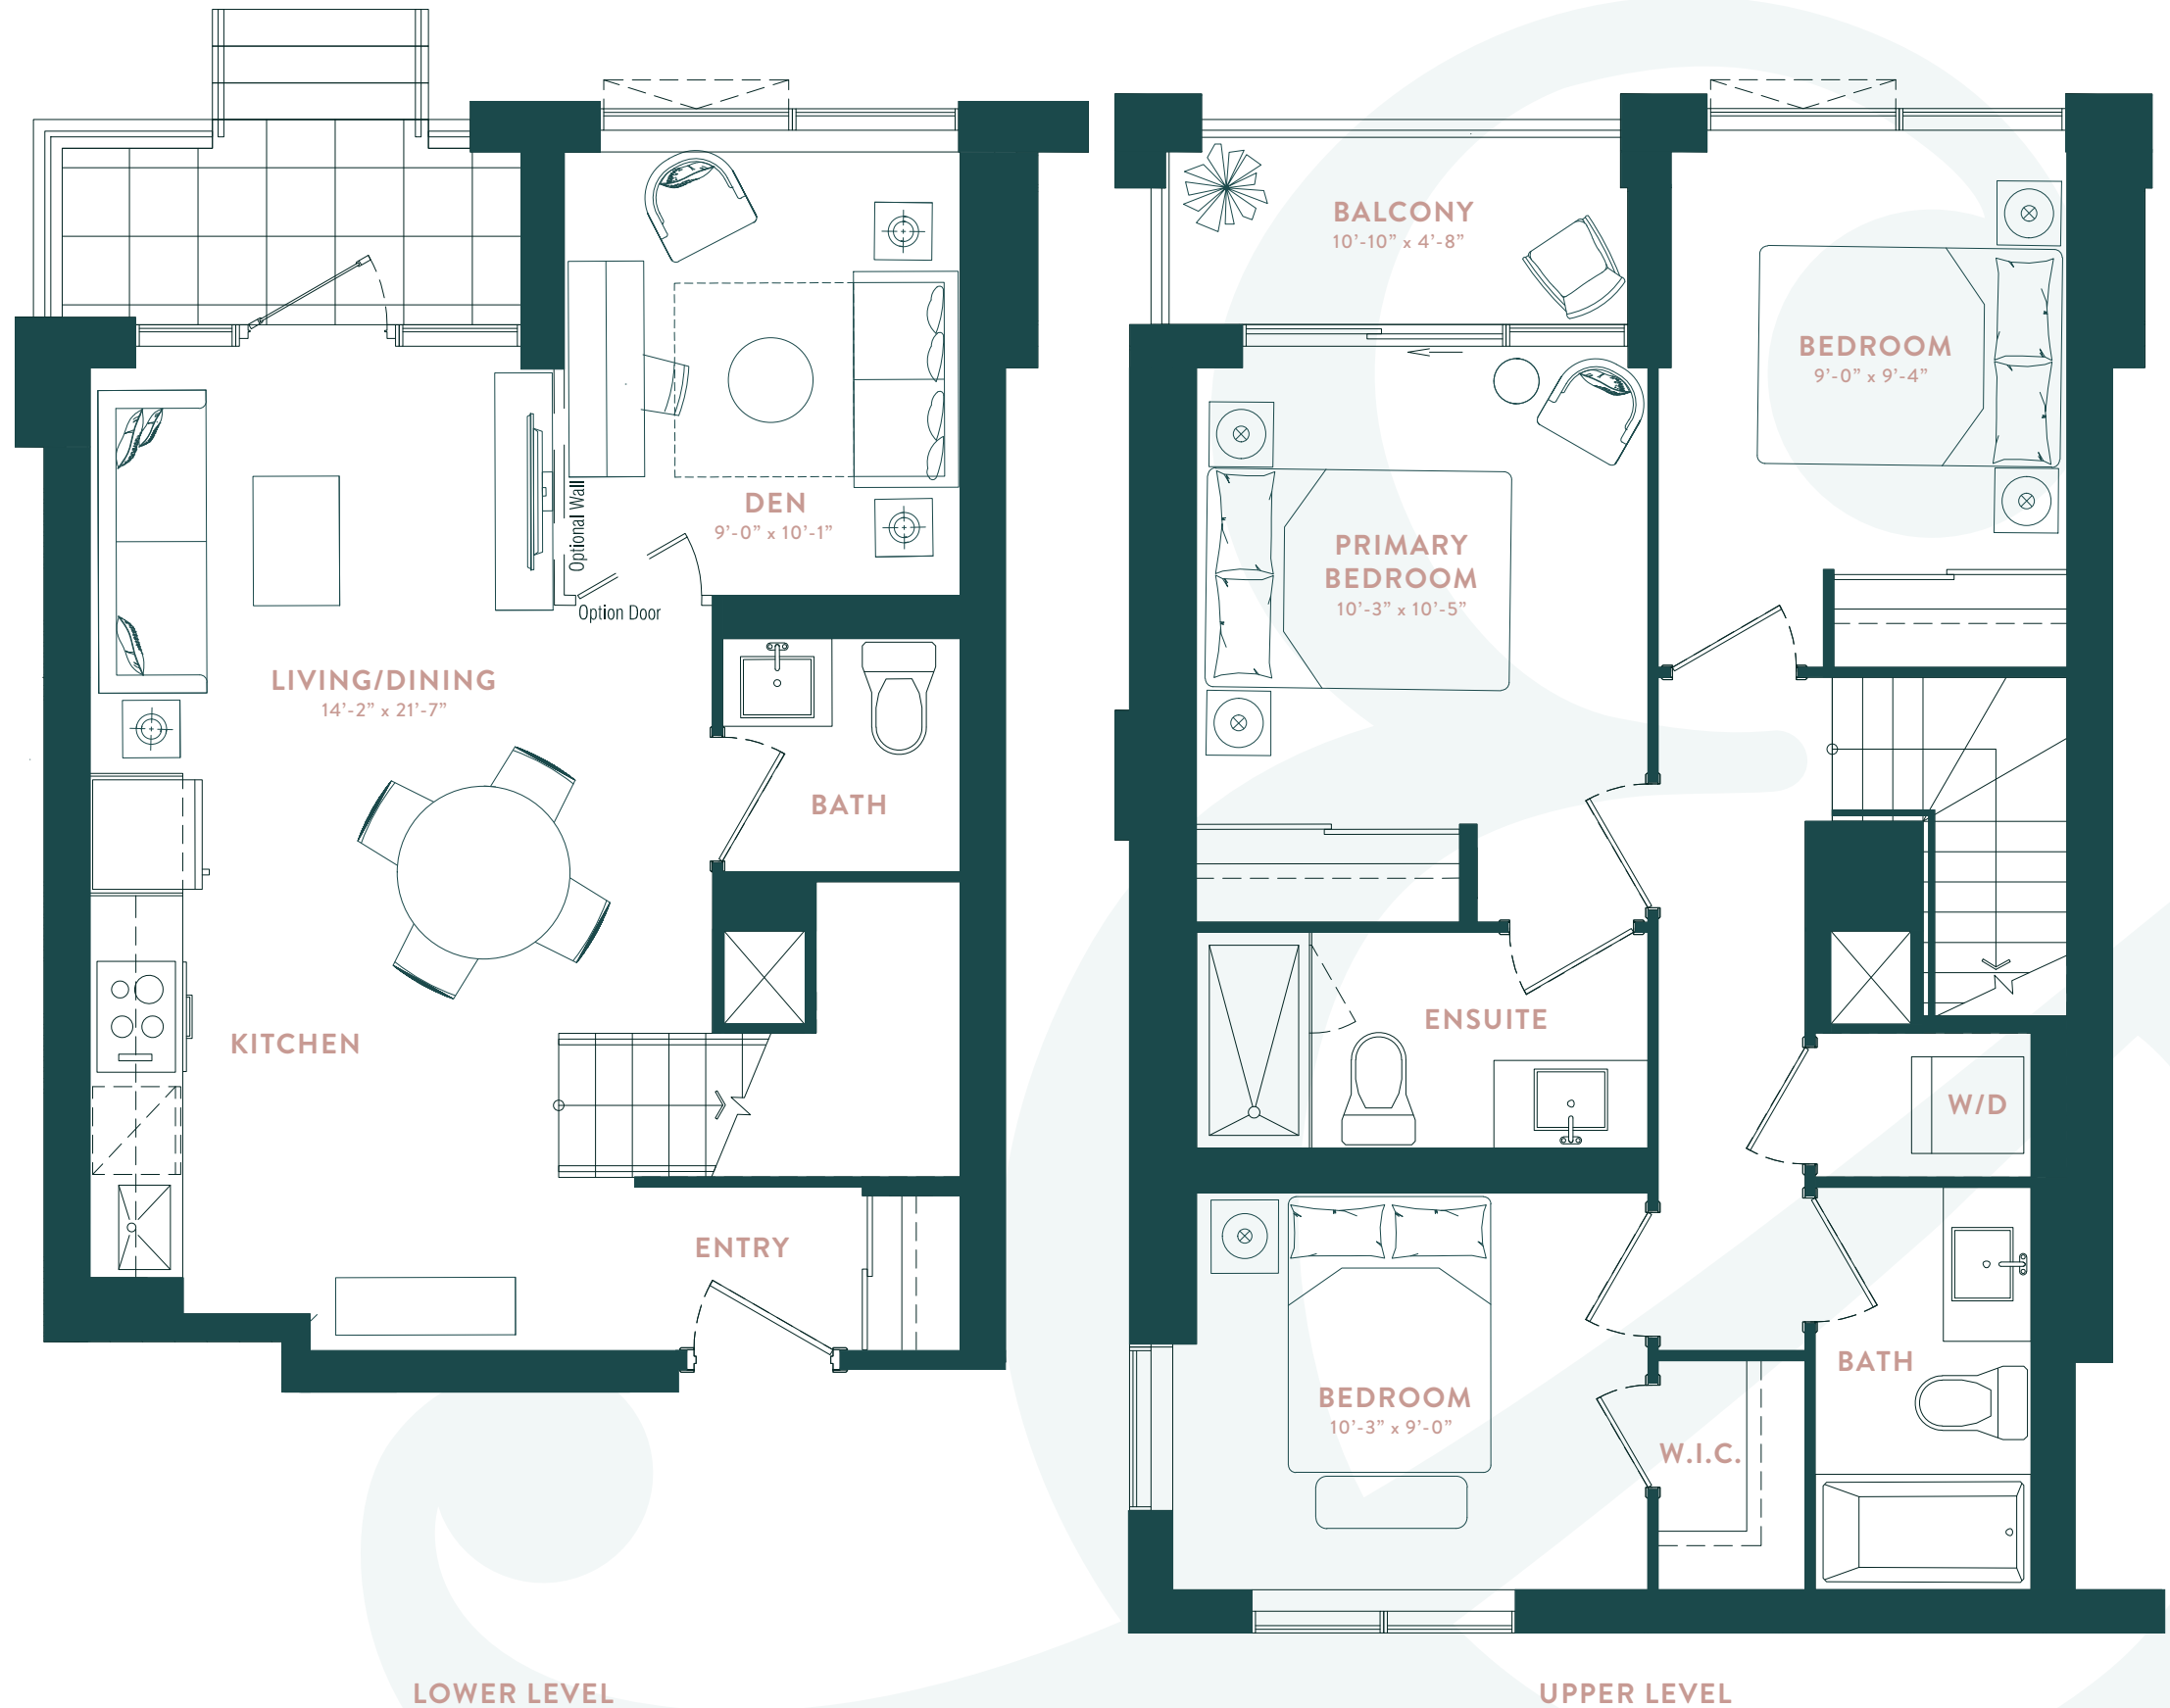 DEN
9’-0” x 10’-1”
Optional Wall
Option Door
LIVING/DINING
14’-2” x 21’-7”
BATH
KITCHEN
ENTRY
LOWER LEVEL
BALCONY
10’-10” x 4’-8”
BEDROOM
9’-0” x 9’-4”
PRIMARY
BEDROOM
10’-3” x 10’-5”
ENSUITE
W/D
BATH
BEDROOM
10’-3” x 9’-0”
W.I.C.
UPPER LEVEL